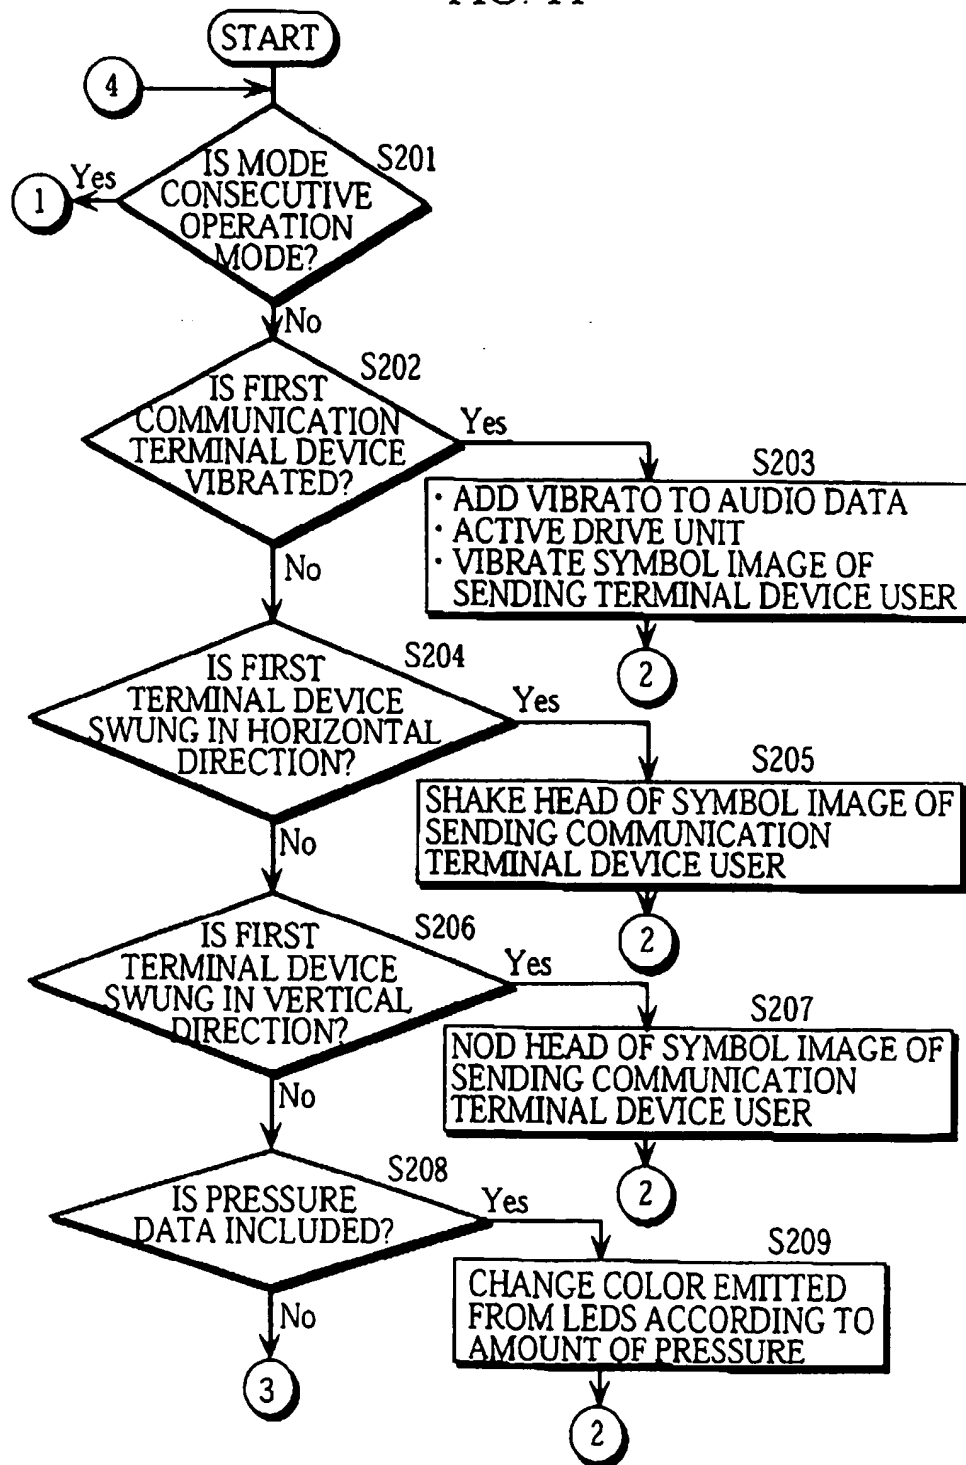 START
4
S201
IS MODE
CONSECUTIVE
OPERATION
MODE?
Yes
1
No
S202
IS FIRST
COMMUNICATION
TERMINAL DEVICE
VIBRATED?
Yes
S203
· ADD VIBRATO TO AUDIO DATA
· ACTIVE DRIVE UNIT
· VIBRATE SYMBOL IMAGE OF
SENDING TERMINAL DEVICE USER
2
No
S204
IS FIRST
TERMINAL DEVICE
SWUNG IN HORIZONTAL
DIRECTION?
Yes
S205
SHAKE HEAD OF SYMBOL IMAGE OF
SENDING COMMUNICATION
TERMINAL DEVICE USER
2
No
S206
IS FIRST
TERMINAL DEVICE
SWUNG IN VERTICAL
DIRECTION?
Yes
S207
NOD HEAD OF SYMBOL IMAGE OF
SENDING COMMUNICATION
TERMINAL DEVICE USER
2
No
S208
IS PRESSURE
DATA INCLUDED?
Yes
S209
CHANGE COLOR EMITTED
FROM LEDS ACCORDING TO
AMOUNT OF PRESSURE
2
No
3